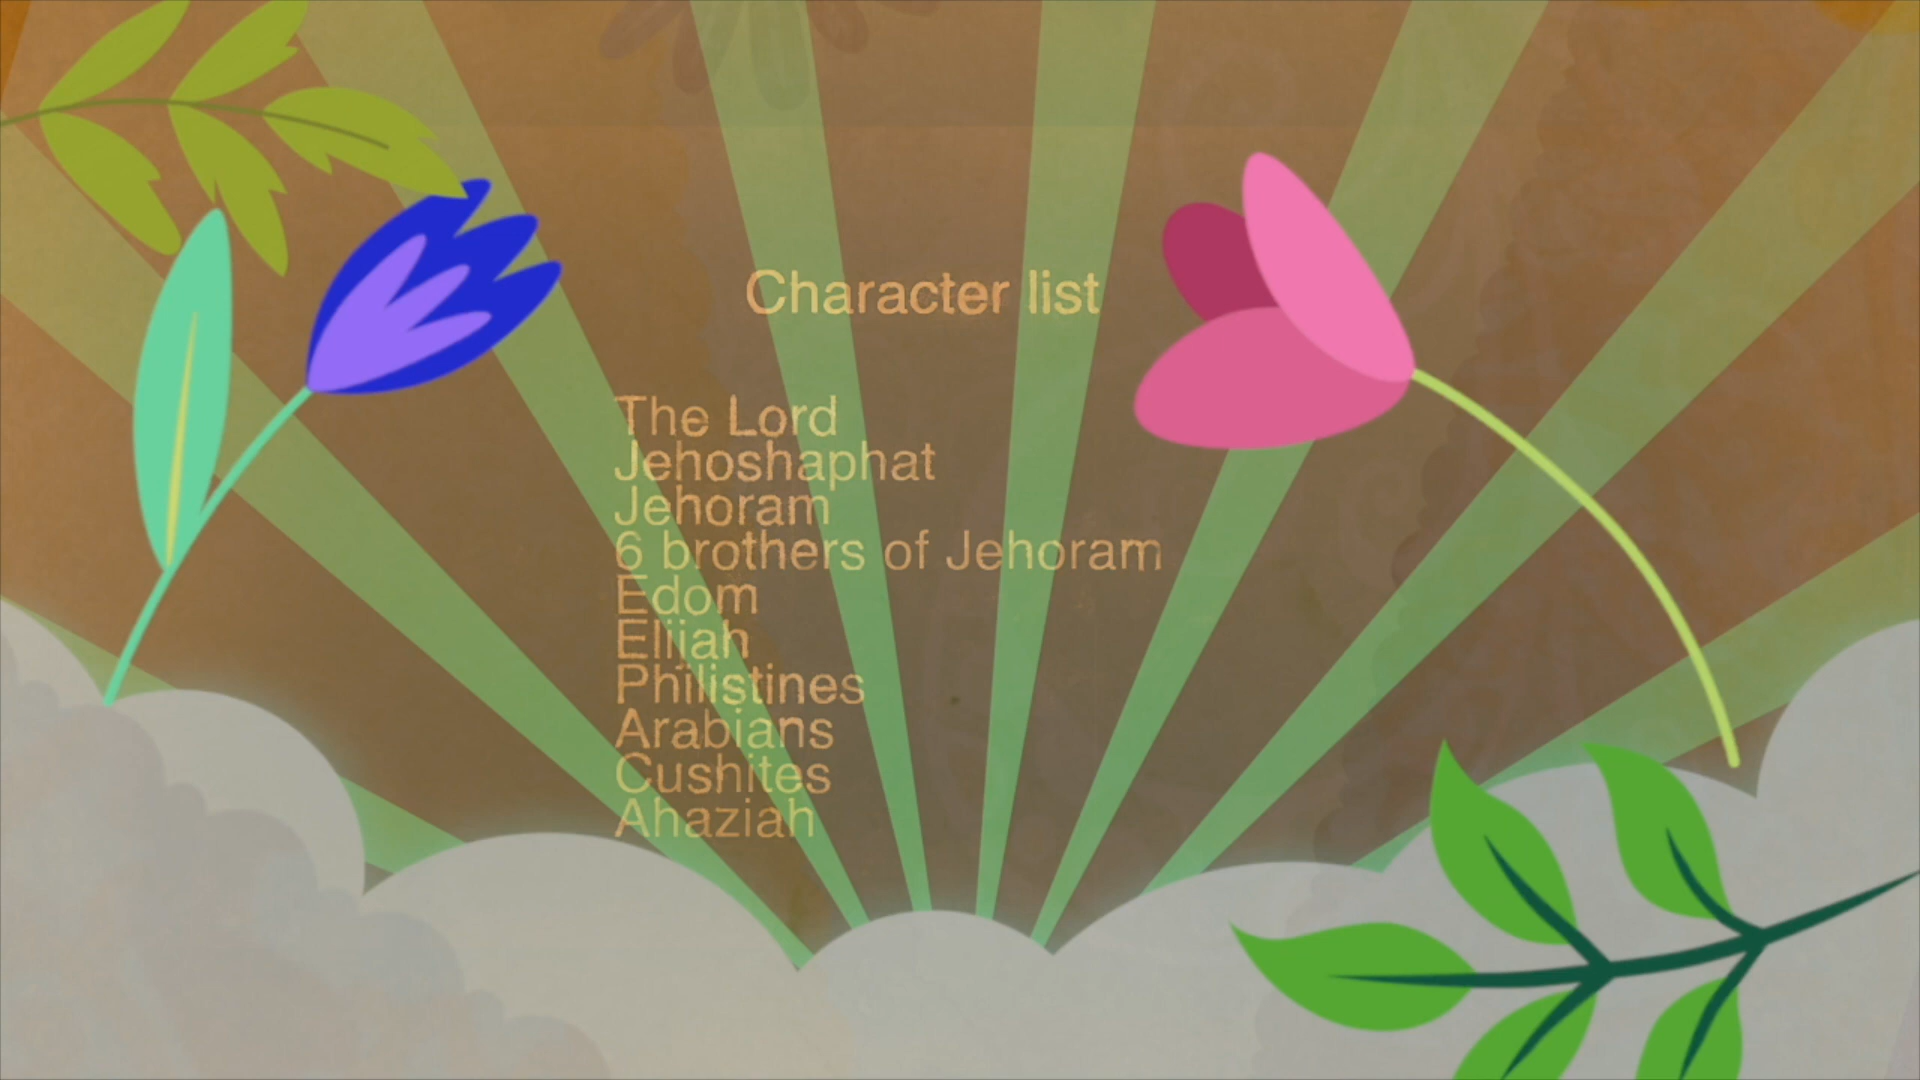 Character list
The Lord
Jehoshaphat
Jehoram
6 brothers of Jehoram
Edom
Elijah
Philistines
Arabians
Cushites
Ahaziah